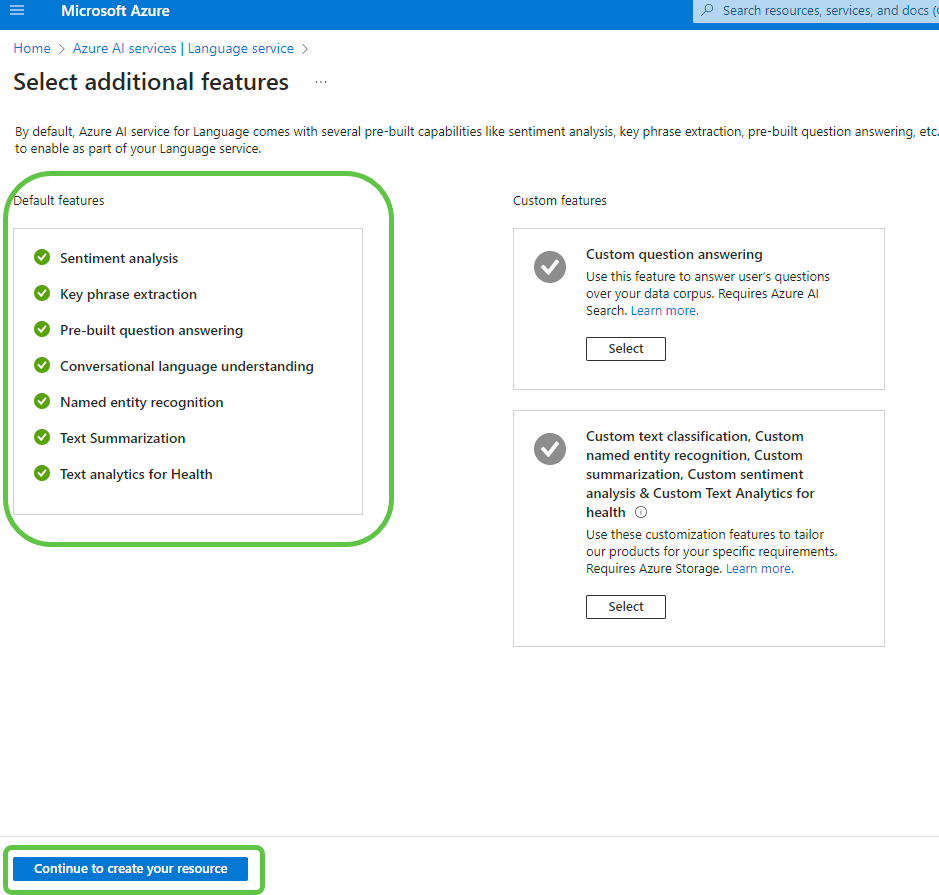 Microsoft Azure
Search resources, services, and docs (
Home > Azure AI services | Language service >
Select additional features ...
By default, Azure AI service for Language comes with several pre-built capabilities like sentiment analysis, key phrase extraction, pre-built question answering, etc.
to enable as part of your Language service.
Default features
Sentiment analysis
Key phrase extraction
Pre-built question answering
Conversational language understanding
Named entity recognition
Text Summarization
Text analytics for Health
Custom features
Custom question answering
Use this feature to answer user's questions
over your data corpus. Requires Azure AI
Search. Learn more.
Select
Custom text classification, Custom
named entity recognition, Custom
summarization, Custom sentiment
analysis & Custom Text Analytics for
health
Use these customization features to tailor
our products for your specific requirements.
Requires Azure Storage. Learn more.
Select
Continue to create your resource